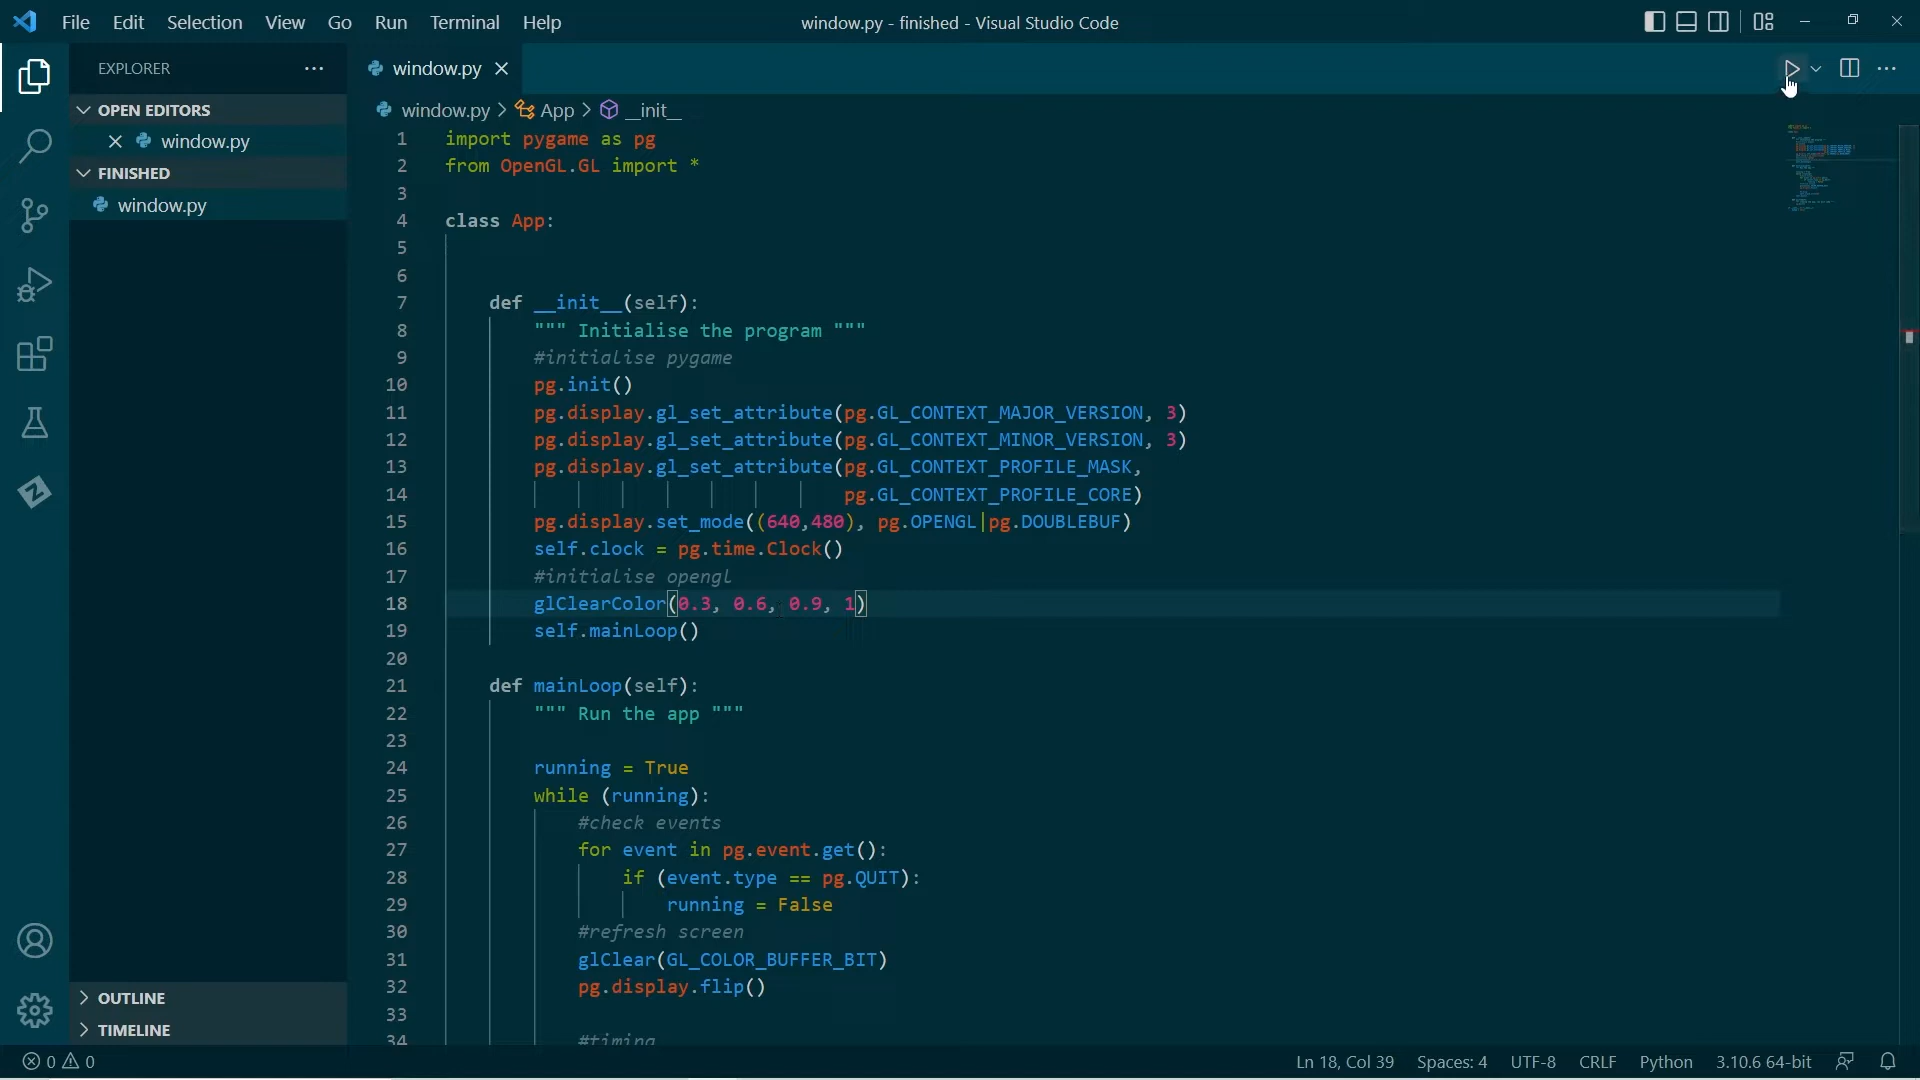 File Edit Selection View Go Run Terminal Help
window.py - finished - Visual Studio Code
EXPLORER
OPEN EDITORS
window.py
FINISHED
window.py
OUTLINE
TIMELINE
window.py
window.py > App > __init__
1 import pygame as pg
2 from OpenGL.GL import *
3
4 class App:
5
6
7 def __init__(self):
8 """ Initialise the program """
9 #initialise pygame
10 pg.init()
11 pg.display.gl_set_attribute(pg.GL_CONTEXT_MAJOR_VERSION, 3)
12 pg.display.gl_set_attribute(pg.GL_CONTEXT_MINOR_VERSION, 3)
13 pg.display.gl_set_attribute(pg.GL_CONTEXT_PROFILE_MASK,
14 pg.GL_CONTEXT_PROFILE_CORE)
15 pg.display.set_mode((640,480), pg.OPENGL|pg.DOUBLEBUF)
16 self.clock = pg.time.Clock()
17 #initialise opengl
18 glClearColor(0.3, 0.6, 0.9, 1)
19 self.mainLoop()
20
21 def mainLoop(self):
22 """ Run the app """
23
24 running = True
25 while (running):
26 #check events
27 for event in pg.event.get():
28 if (event.type == pg.QUIT):
29 running = False
30 #refresh screen
31 glClear(GL_COLOR_BUFFER_BIT)
32 pg.display.flip()
33
34 #timing
0 0
Ln 18, Col 39 Spaces: 4 UTF-8 CRLF Python 3.10.6 64-bit